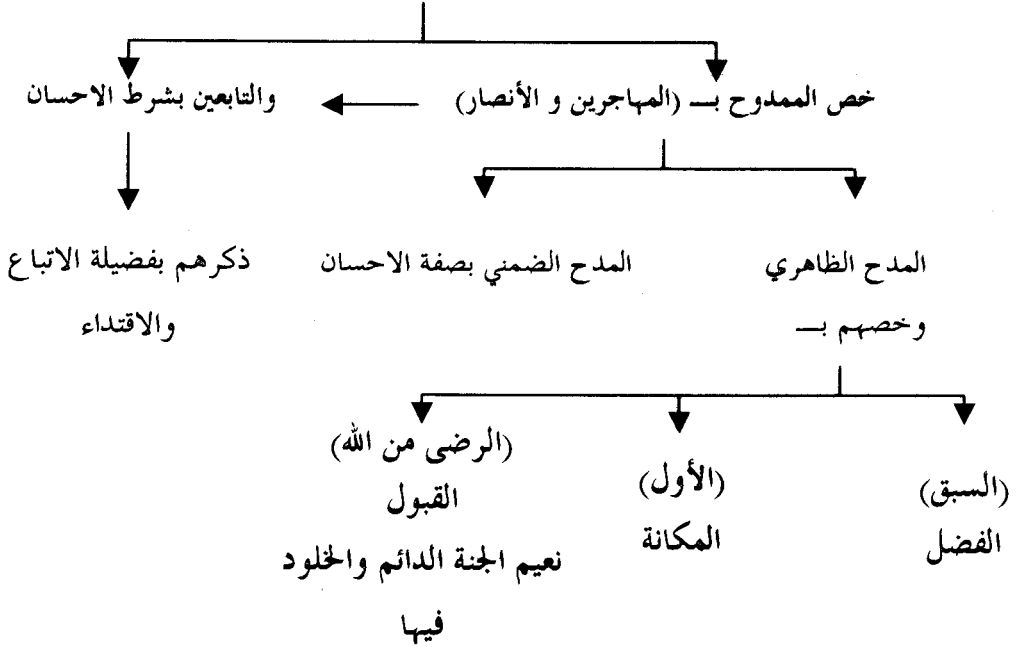 خص الممدوح بـــ (المهاجرين و الأنصار)
والتابعين بشرط الاحسان
المدح الظاهري
وخصهم بـــ
المدح الضمني بصفة الاحسان
ذكرهم بفضيلة الاتباع
والاقتداء
(السبق)
الفضل
(الأول)
المكانة
(الرضى من الله)
القبول
نعيم الجنة الدائم والخلود
فيها